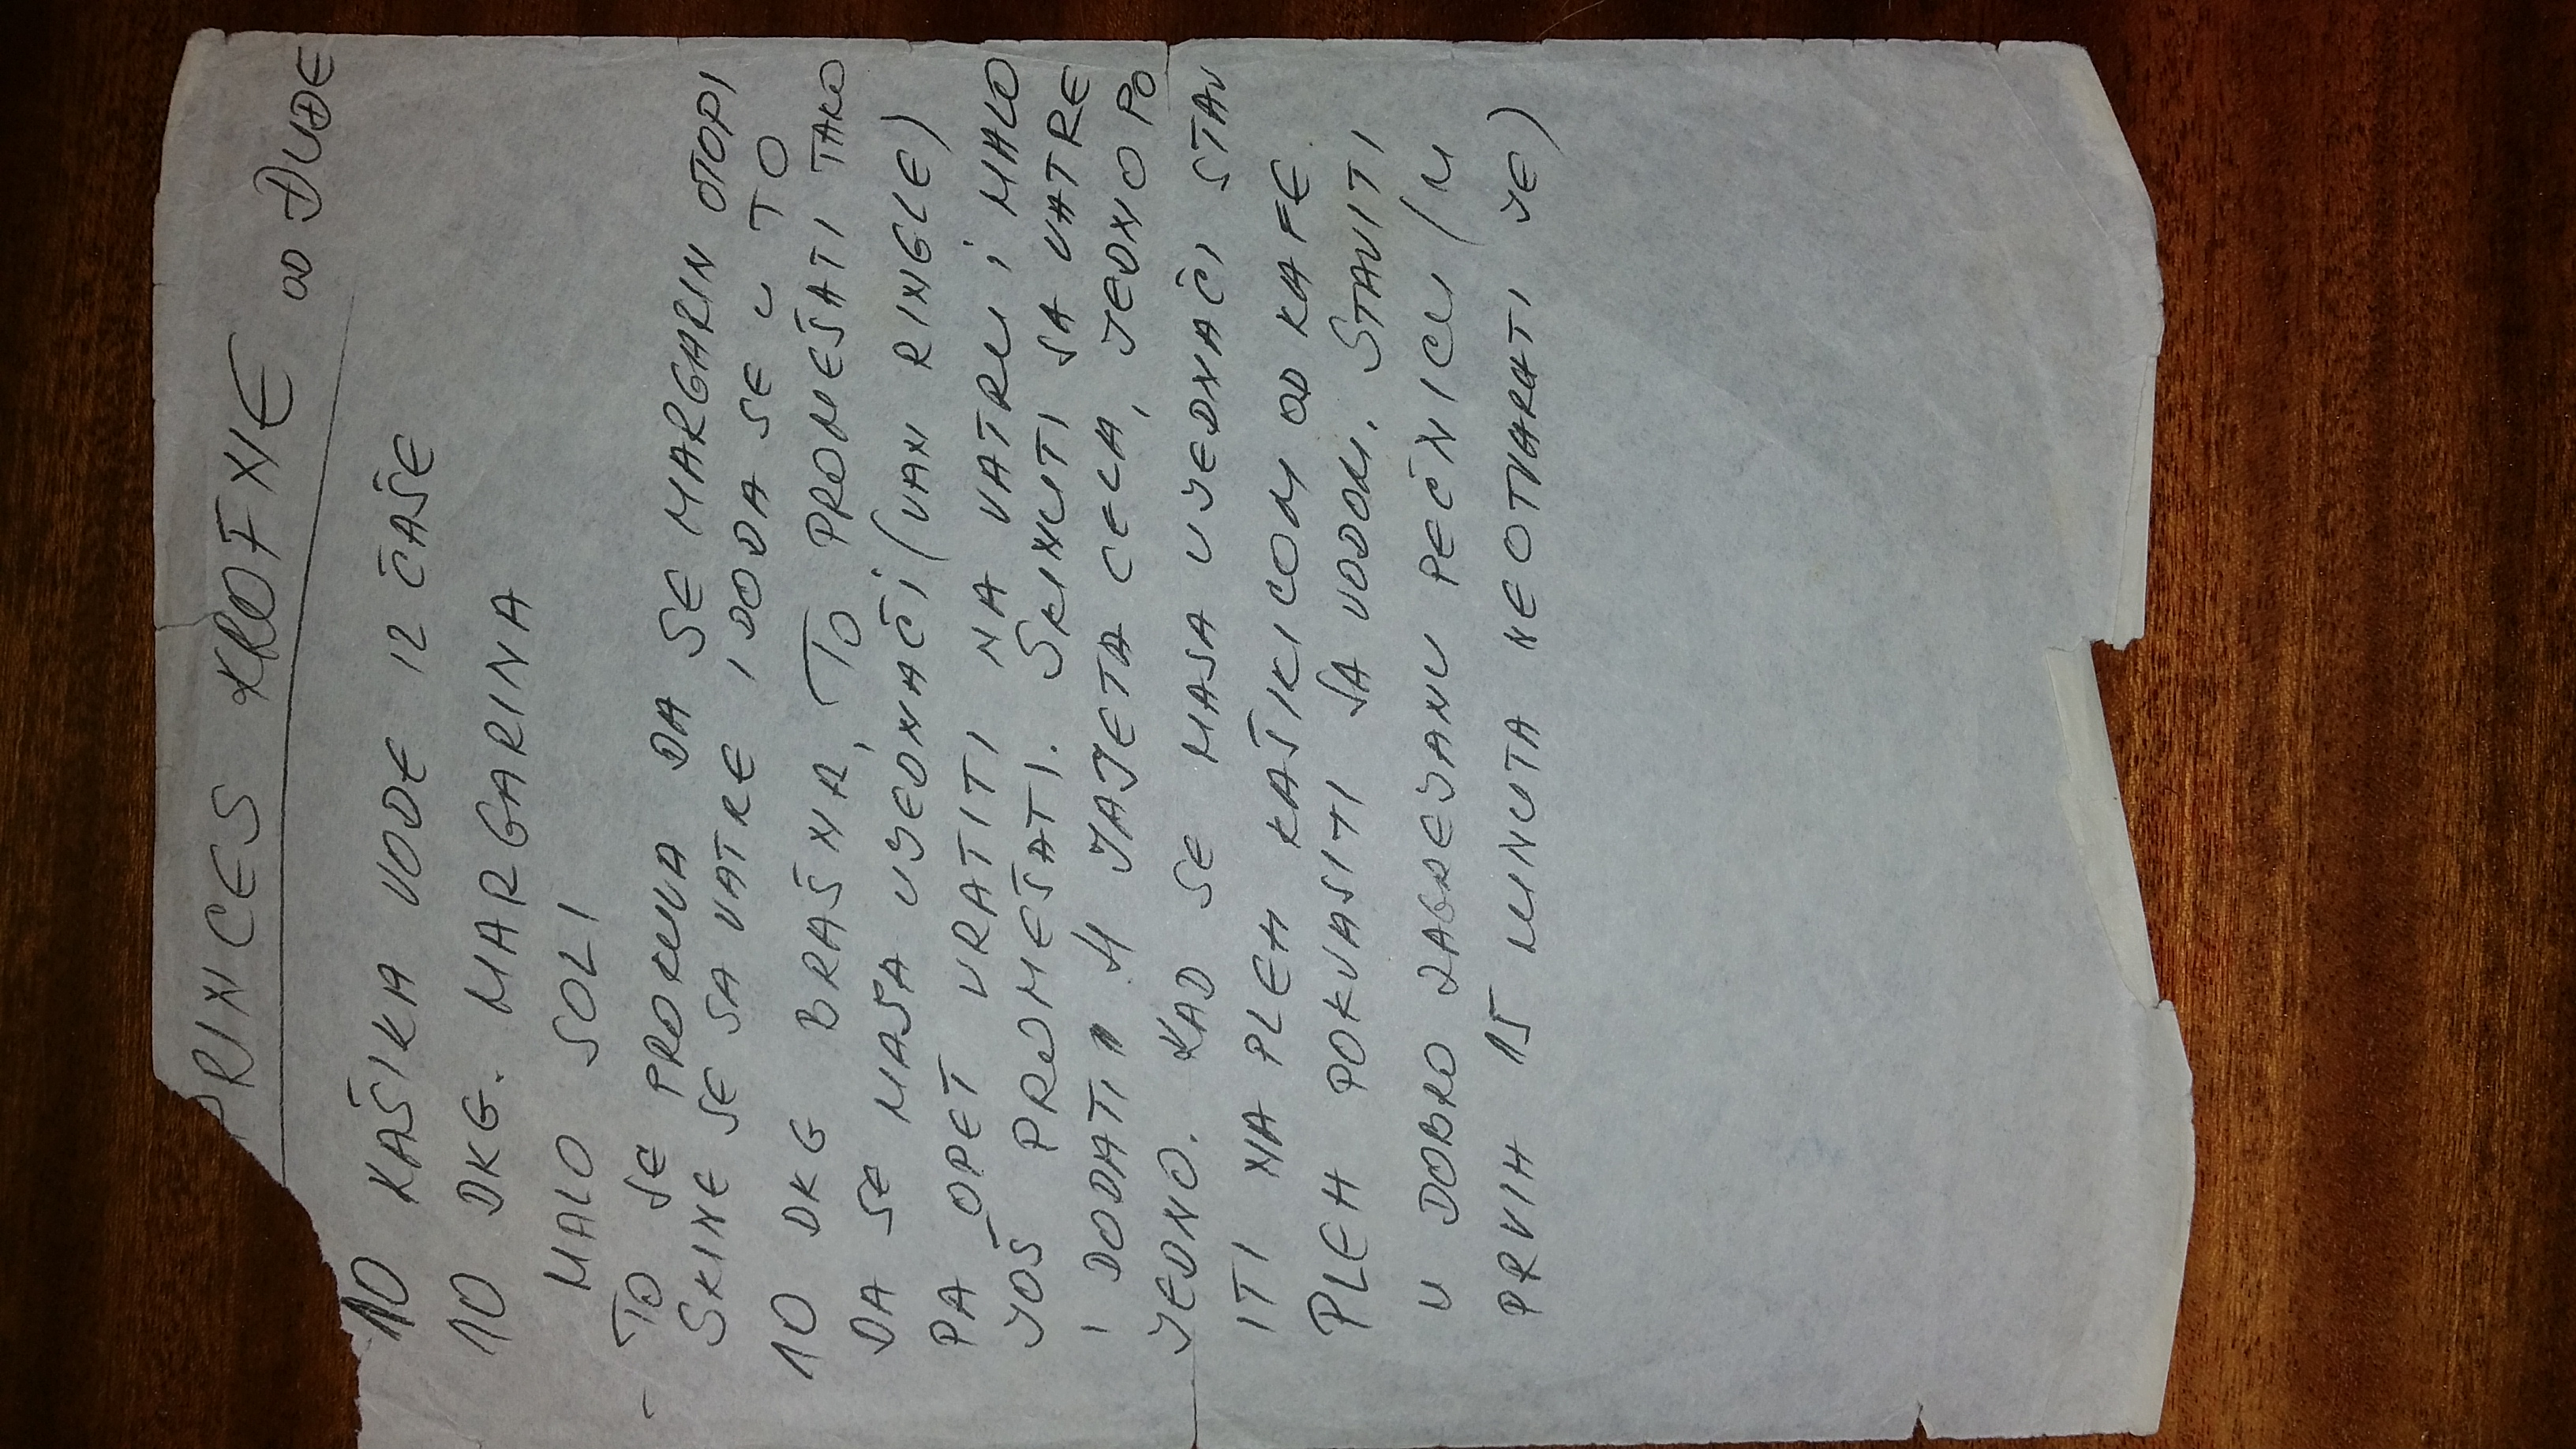 PRINCES KROFNE OD ĐUĐE
10 KAŠIKA VODE IZ ČAŠE
10 DKG. MARGARINA
MALO SOLI
- TO SE PROKUVA DA SE MARGARIN OTOPI
SKINE SE SA VATRE I DODA SE U TO
10 DKG BRAŠNA, TO PROMEŠATI TAKO
DA SE MASA UJEDNAČI (VAN RINGLE)
PA OPET VRATITI NA VATRU I MALO
JOŠ PROMEŠATI. SKINUTI SA VATRE
I DODATI 4 JAJETA CELA, JEDNO PO
JEDNO. KAD SE MASA UJEDNAČI STAV
ITI NA PLEH KAŠIKICOM OD KAFE
PLEH POKVASITI SA VODOM. STAVITI
U DOBRO ZAGREJANU PEČNICU (U
PRVIH 15 MINUTA NEOTVARATI JE)